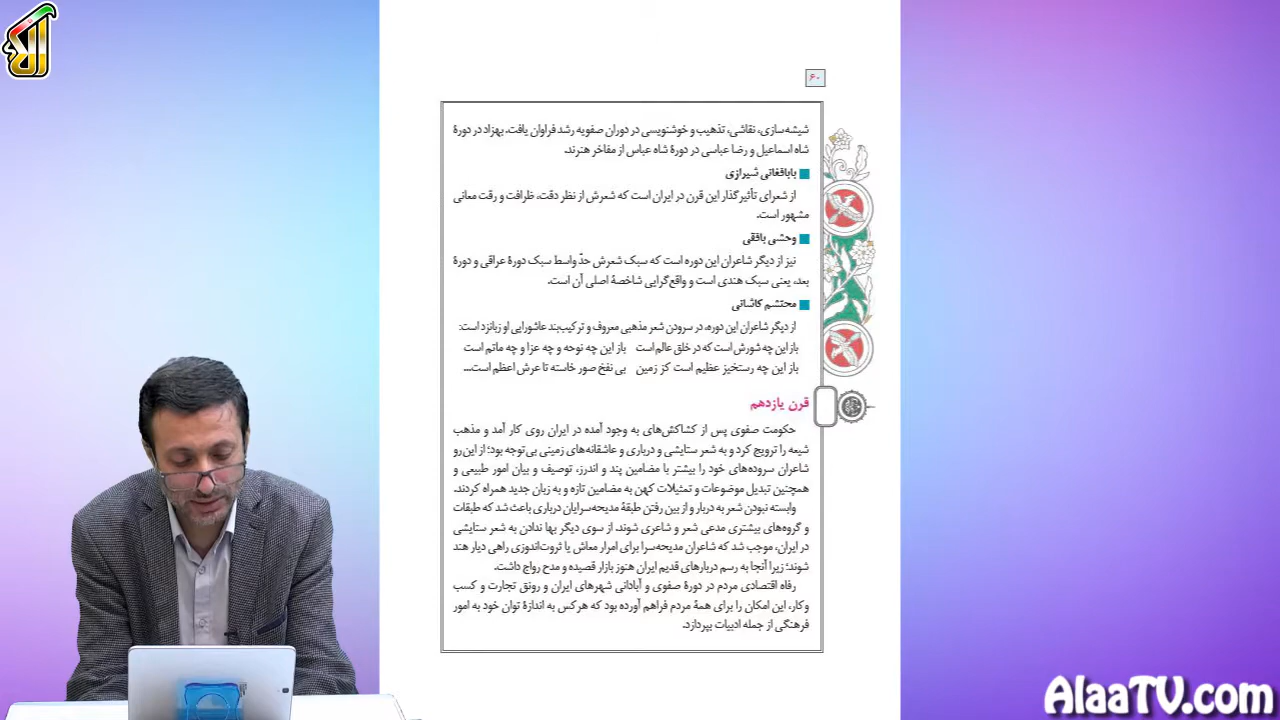 آلاء
۶۰
شیشه‌سازی، نقاشی، تذهیب و خوشنویسی در دوران صفویه رشد فراوان یافت. بهزاد در دورهٔ
شاه اسماعیل و رضا عباسی در دورهٔ شاه عباس از مفاخر هنرند.
بابافغانی شیرازی
از شعرای تأثیرگذار این قرن در ایران است که شعرش از نظر دقت، ظرافت و رقت معانی
مشهور است.
وحشی بافقی
نیز از دیگر شاعران این دوره است که سبک شعرش حدّ واسط سبک دورهٔ عراقی و دورهٔ
بعد، یعنی سبک هندی است و واقع‌گرایی شاخصهٔ اصلی آن است.
محتشم کاشانی
از دیگر شاعران این دوره، در سرودن شعر مذهبی معروف و ترکیب‌بند عاشورایی او زبانزد است:
باز این چه شورش است که در خلق عالم است باز این چه نوحه و چه عزا و چه ماتم است
باز این چه رستخیز عظیم است کز زمین بی نفخ صور خاسته تا عرش اعظم است...
قرن یازدهم
حکومت صفوی پس از کشاکش‌های به وجود آمده در ایران روی کار آمد و مذهب
شیعه را ترویج کرد و به شعر ستایشی و درباری و عاشقانه‌های زمینی بی‌توجه بود؛ از این‌رو
شاعران سروده‌های خود را بیشتر با مضامین پند و اندرز، توصیف و بیان امور طبیعی و
همچنین تبدیل موضوعات و تمثیلات کهن به مضامین تازه و به زبان جدید همراه کردند.
وابسته نبودن شعر به دربار و از بین رفتن طبقهٔ مدیحه‌سرایان درباری باعث شد که طبقات
و گروه‌های بیشتری مدعی شعر و شاعری شوند. از سوی دیگر بها ندادن به شعر ستایشی
در ایران، موجب شد که شاعران مدیحه‌سرا برای امرار معاش یا ثروت‌اندوزی راهی دیار هند
شوند؛ زیرا آنجا به رسم دربارهای قدیم ایران هنوز بازار قصیده و مدح رواج داشت.
رفاه اقتصادی مردم در دورهٔ صفوی و آبادانی شهرهای ایران و رونق تجارت و کسب
وکار، این امکان را برای همهٔ مردم فراهم آورده بود که هرکس به اندازهٔ توان خود به امور
فرهنگی از جمله ادبیات بپردازد.
AlaaTV.com